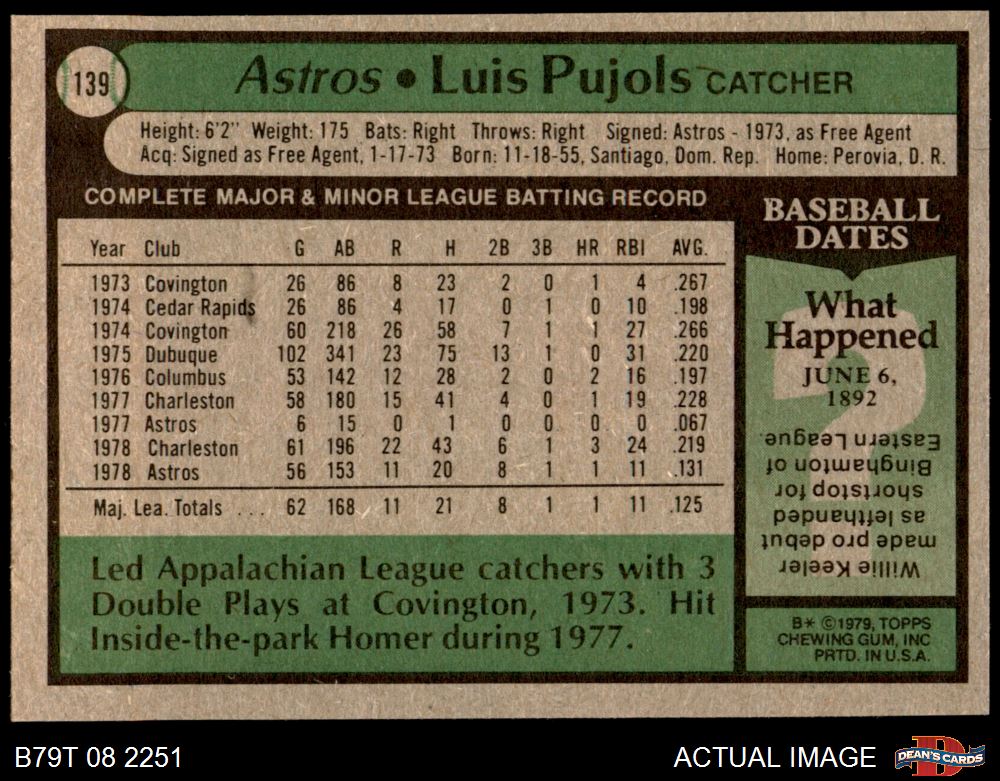 139
Astros • Luis Pujols CATCHER
Height: 6'2" Weight: 175 Bats: Right Throws: Right Signed: Astros - 1973, as Free Agent
Acq: Signed as Free Agent, 1-17-73 Born: 11-18-55, Santiago, Dom. Rep. Home: Perovia, D. R.
COMPLETE MAJOR & MINOR LEAGUE BATTING RECORD
Year Club G AB R H 2B 3B HR RBI AVG.
1973 Covington 26 86 8 23 2 0 1 4 .267
1974 Cedar Rapids 26 86 4 17 0 1 0 10 .198
1974 Covington 60 218 26 58 7 1 1 27 .266
1975 Dubuque 102 341 23 75 13 1 0 31 .220
1976 Columbus 53 142 12 28 2 0 2 16 .197
1977 Charleston 58 180 15 41 4 0 1 19 .228
1977 Astros 6 15 0 1 0 0 0 0 .067
1978 Charleston 61 196 22 43 6 1 3 24 .219
1978 Astros 56 153 11 20 8 1 1 11 .131
Maj. Lea. Totals . . . 62 168 11 21 8 1 1 11 .125
Led Appalachian League catchers with 3
Double Plays at Covington, 1973. Hit
Inside-the-park Homer during 1977.
BASEBALL
DATES
What
Happened
JUNE 6,
1892
Willie Keeler
made pro debut
as lefthanded
shortstop for
Binghamton of
Eastern League.
B* ©1979, TOPPS
CHEWING GUM, INC
PRTD. IN U.S.A.
B79T 08 2251
ACTUAL IMAGE
D
DEAN'S CARDS